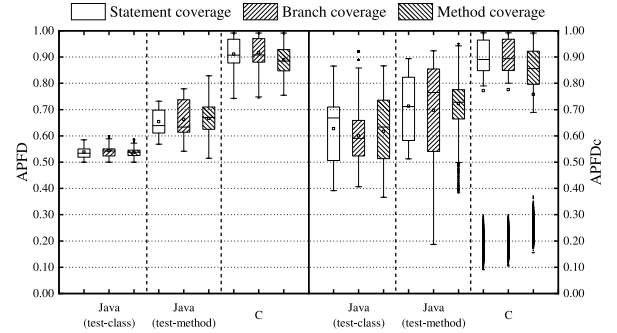 Statement coverage Branch coverage Method coverage
1.00 1.00
0.90 0.90
0.80 0.80
0.70 0.70
0.60 0.60
0.50 0.50
0.40 0.40
0.30 0.30
0.20 0.20
0.10 0.10
0.00 0.00
APFD
APFDc
Java Java C Java Java C
(test-class) (test-method) (test-class) (test-method)